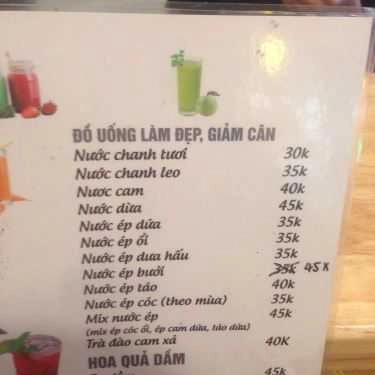 ĐỒ UỐNG LÀM ĐẸP, GIẢM CÂN
Nước chanh tươi 30k
Nước chanh leo 35k
Nươc cam 40k
Nước dừa 45k
Nước ép dứa 35k
Nước ép ổi 35k
Nước ép dưa hấu 35k
Nước ép bưởi 35k 45K
Nước ép táo 40k
Nước ép cóc (theo mùa) 35k
Mix nước ép 45k
(mix ép cóc ổi, ép cam dứa, táo dứa)
Trà đào cam xả 40K
HOA QUẢ DẦM
45k